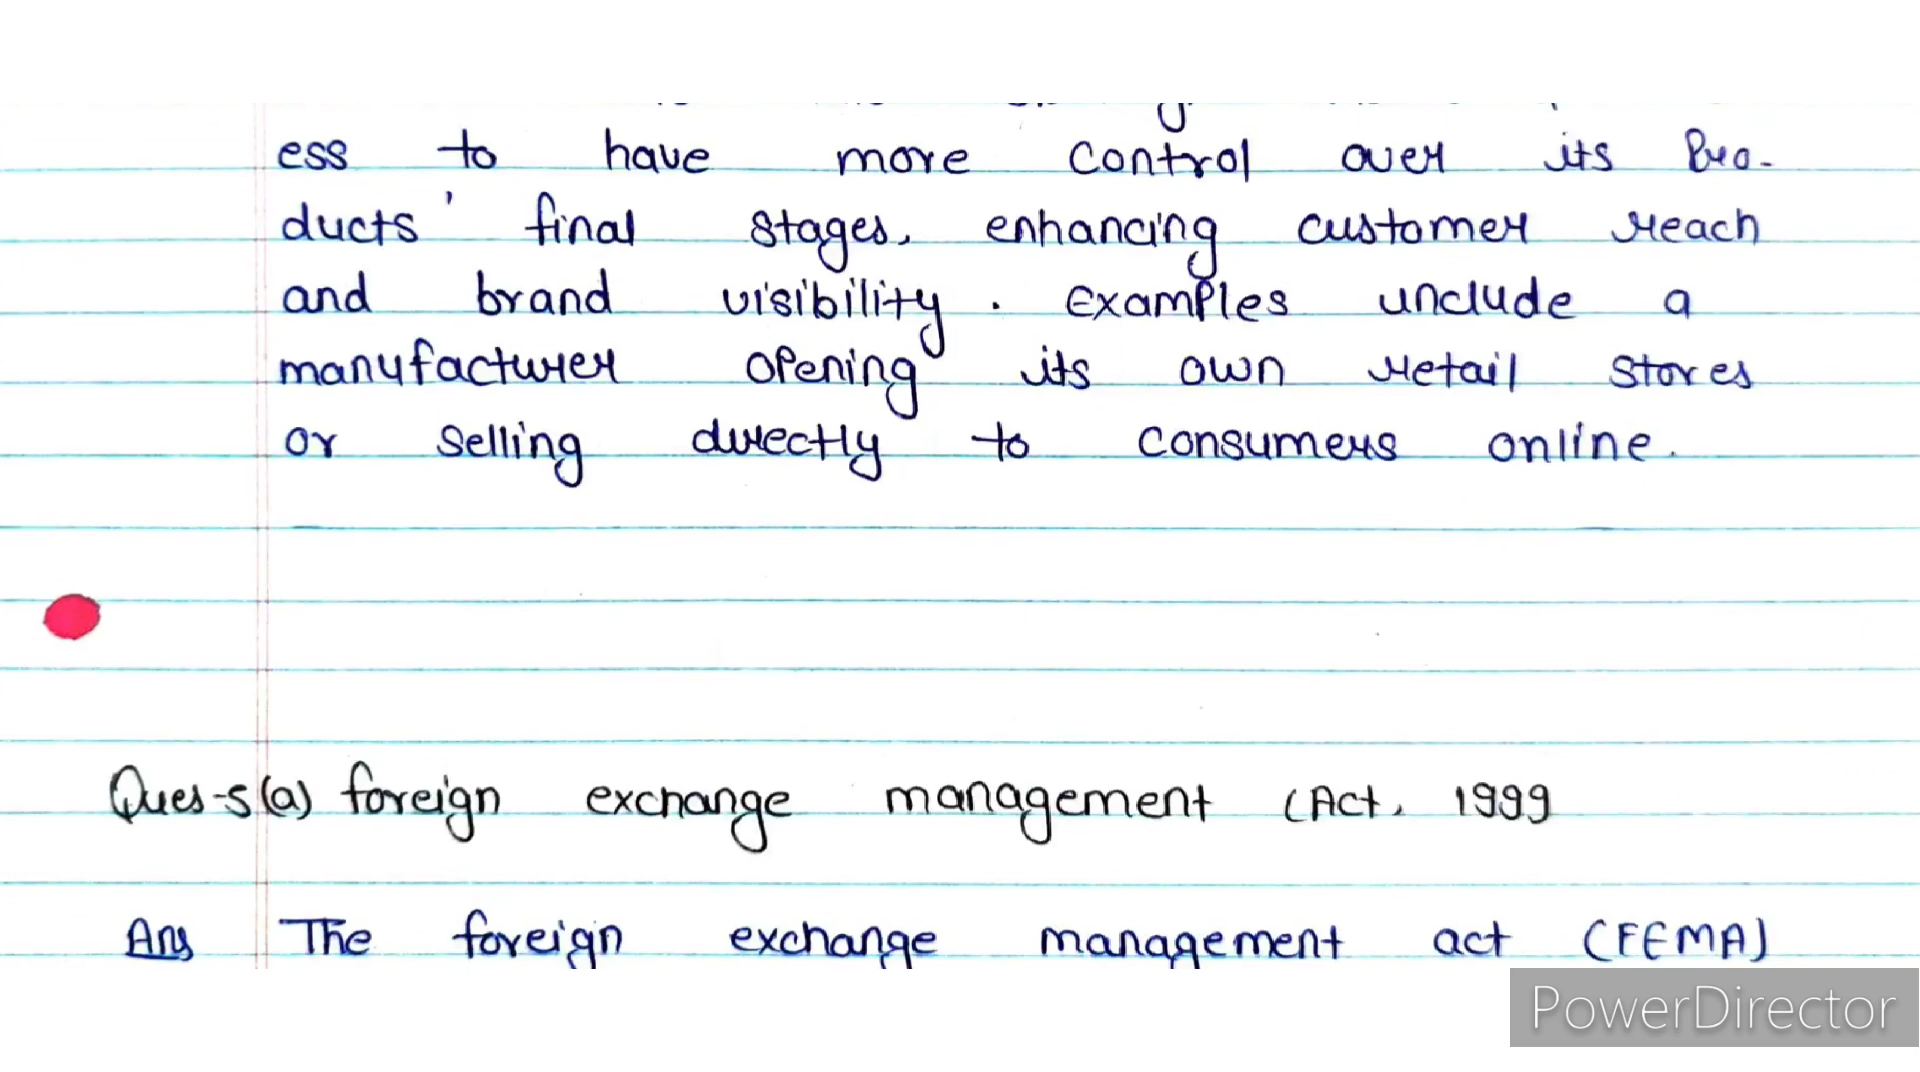 ess to have more control over its Pro-
ducts' final stages, enhancing customer reach
and brand visibility. Examples include a
manufacturer opening its own retail stores
or selling directly to consumers online.
Ques-5(a) foreign exchange management (Act, 1999
Ans The foreign exchange management act (FEMA)
PowerDirector